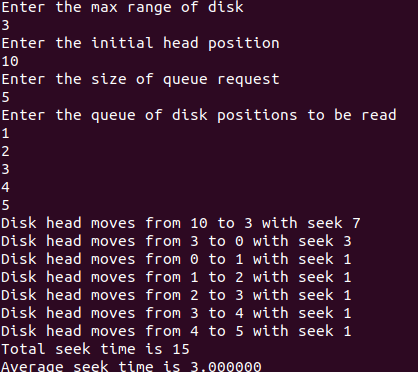 Enter the max range of disk
3
Enter the initial head position
10
Enter the size of queue request
5
Enter the queue of disk positions to be read
1
2
3
4
5
Disk head moves from 10 to 3 with seek 7
Disk head moves from 3 to 0 with seek 3
Disk head moves from 0 to 1 with seek 1
Disk head moves from 1 to 2 with seek 1
Disk head moves from 2 to 3 with seek 1
Disk head moves from 3 to 4 with seek 1
Disk head moves from 4 to 5 with seek 1
Total seek time is 15
Average seek time is 3.000000